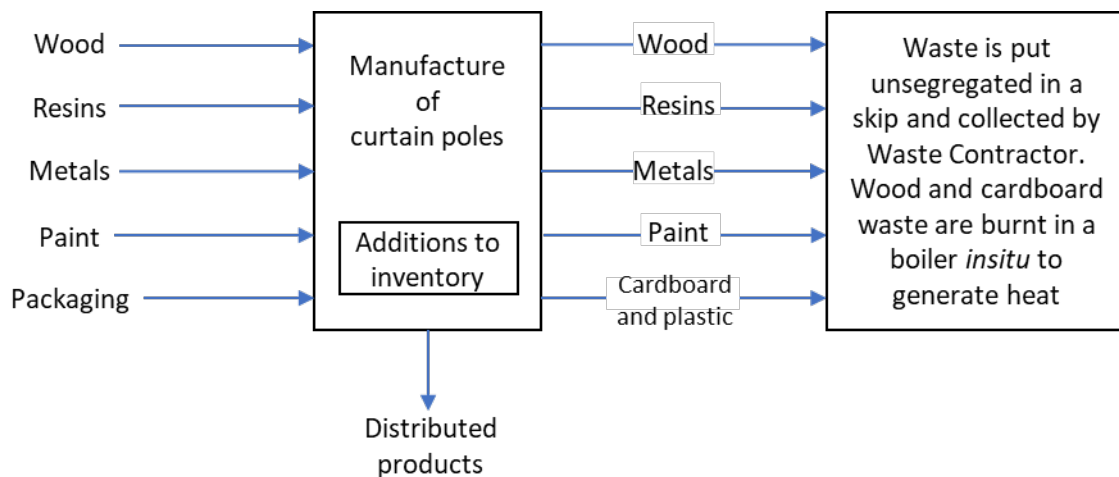 Wood
Resins
Metals
Paint
Packaging
Manufacture
of
curtain poles
Additions to
inventory
Distributed
products
Wood
Resins
Metals
Paint
Cardboard
and plastic
Waste is put
unsegregated in a
skip and collected by
Waste Contractor.
Wood and cardboard
waste are burnt in a
boiler insitu to
generate heat